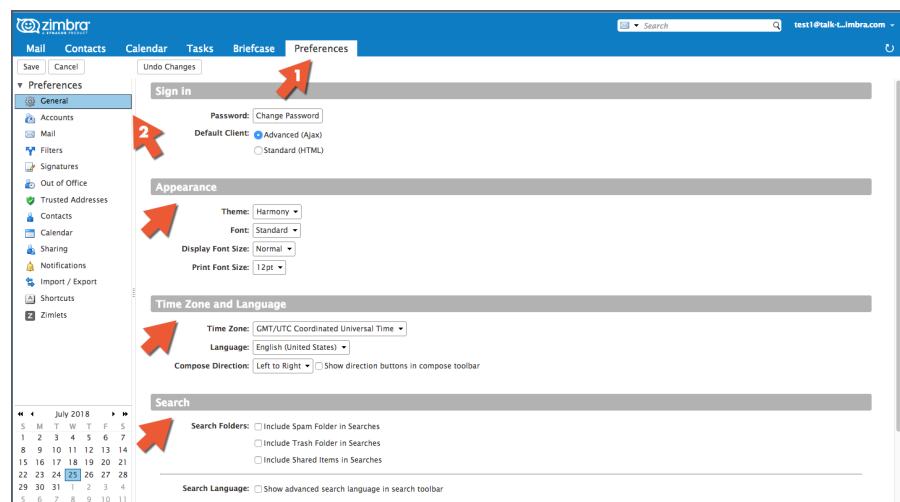 zimbra
A SYNACOR PRODUCT
Search
test1@talk-t...imbra.com
Mail Contacts Calendar Tasks Briefcase Preferences
Save Cancel Undo Changes
1
Preferences
General
Accounts
2
Mail
Filters
Signatures
Out of Office
Trusted Addresses
Contacts
Calendar
Sharing
Notifications
Import / Export
Shortcuts
Zimlets
Sign in
Password: Change Password
Default Client: Advanced (Ajax)
Standard (HTML)
Appearance
Theme: Harmony
Font: Standard
Display Font Size: Normal
Print Font Size: 12pt
Time Zone and Language
Time Zone: GMT/UTC Coordinated Universal Time
Language: English (United States)
Compose Direction: Left to Right Show direction buttons in compose toolbar
Search
Search Folders: Include Spam Folder in Searches
Include Trash Folder in Searches
Include Shared Items in Searches
Search Language: Show advanced search language in search toolbar
July 2018
S M T W T F S
1 2 3 4 5 6 7
8 9 10 11 12 13 14
15 16 17 18 19 20 21
22 23 24 25 26 27 28
29 30 31 1 2 3 4
5 6 7 8 9 10 11